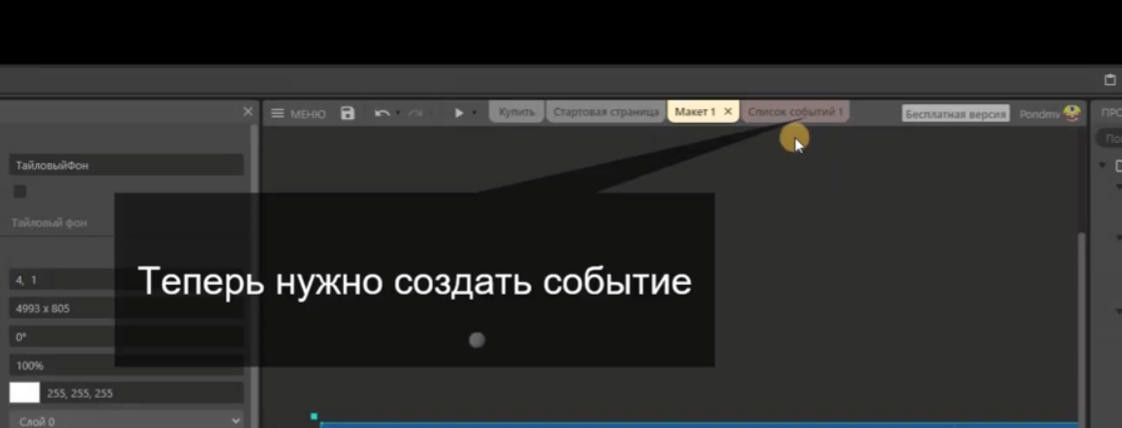 МЕНЮ
Купить
Стартовая страница
Макет 1
Список событий 1
Бесплатная версия
Pondmv
ПРО
Пои
ТайловыйФон
Тайловый фон
Теперь нужно создать событие
4, 1
4993 x 805
0°
100%
255, 255, 255
Слой 0